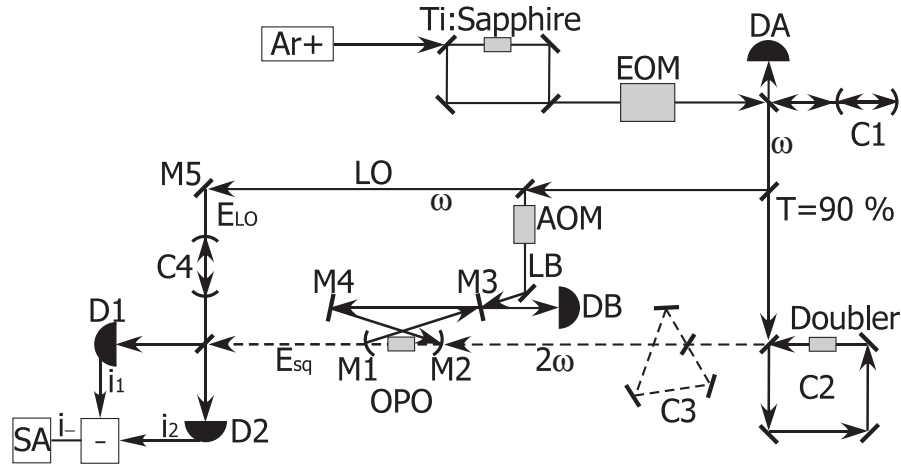 Ti:Sapphire
DA
Ar+
EOM
C1
ω
M5
LO
ω
AOM
T=90 %
ELO
C4
LB
M4
M3
DB
Doubler
D1
Esq
M1
M2
2ω
C2
i1
OPO
C3
SA
i-
-
i2
D2